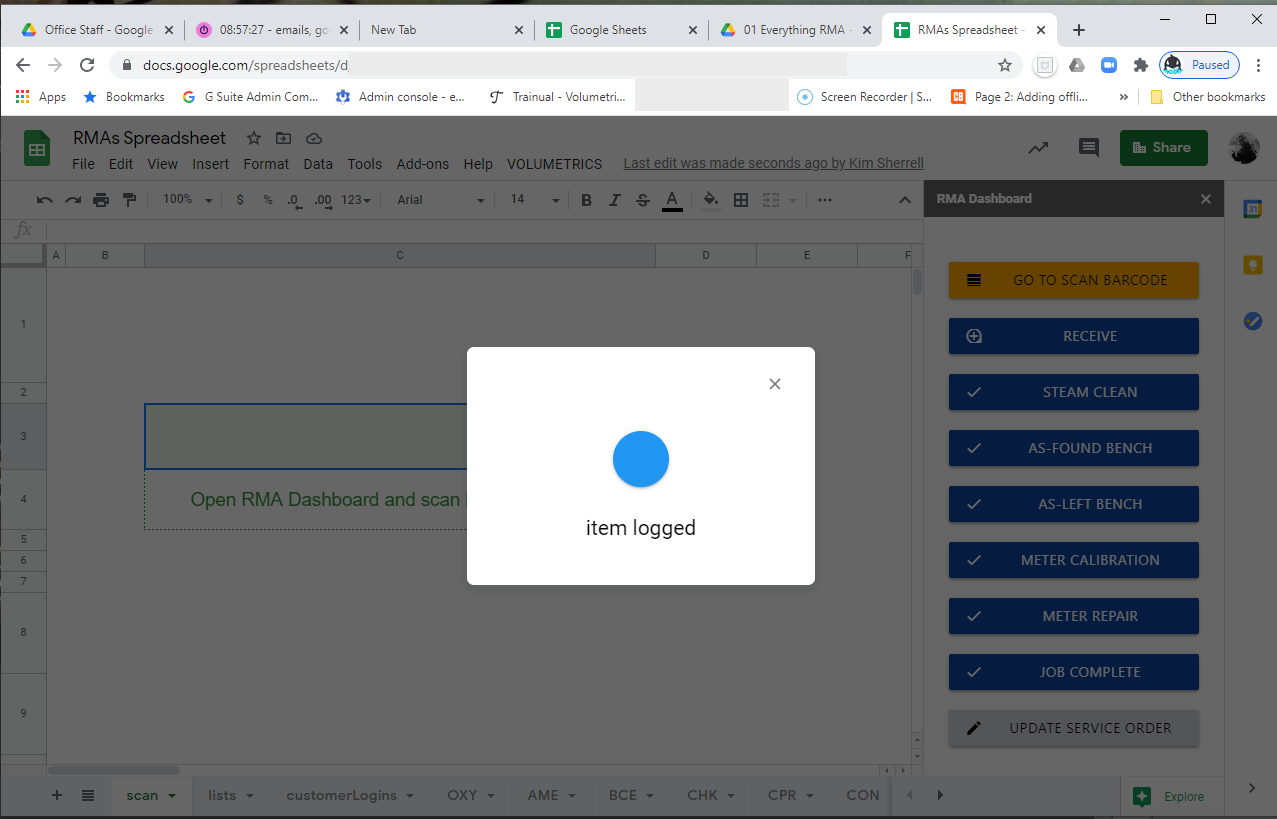 Office Staff - Google
08:57:27 - emails, go
New Tab
Google Sheets
01 Everything RMA -
RMAs Spreadsheet -
docs.google.com/spreadsheets/d
Paused
Apps
Bookmarks
G Suite Admin Com...
Admin console - e...
Trainual - Volumetri...
Screen Recorder | S...
Page 2: Adding offli...
»
Other bookmarks
RMAs Spreadsheet
File Edit View Insert Format Data Tools Add-ons Help VOLUMETRICS Last edit was made seconds ago by Kim Sherrell
Share
100% $ % .0 .00 123 Arial 14 B I S A
RMA Dashboard
31
fx
A B C D E F
1
2
3
4
5
6
7
8
9
Open RMA Dashboard and scan
item logged
GO TO SCAN BARCODE
RECEIVE
STEAM CLEAN
AS-FOUND BENCH
AS-LEFT BENCH
METER CALIBRATION
METER REPAIR
JOB COMPLETE
UPDATE SERVICE ORDER
scan lists customerLogins OXY AME BCE CHK CPR CON
Explore